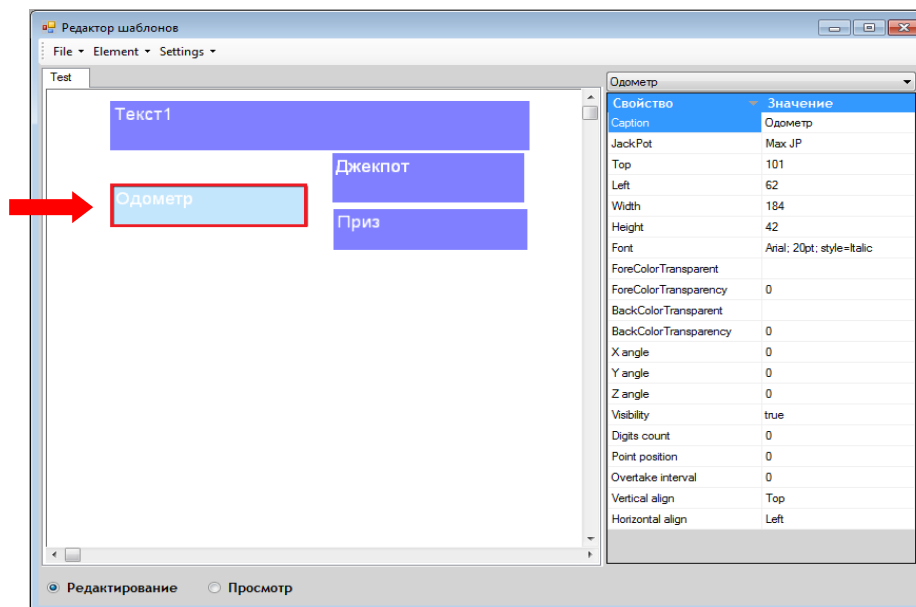 Редактор шаблонов
File Element Settings
Test
Текст1
Джекпот
Одометр
Приз
Одометр
Свойство Значение
Caption Одометр
JackPot Max JP
Top 101
Left 62
Width 184
Height 42
Font Arial; 20pt; style=Italic
ForeColorTransparent
ForeColorTransparency 0
BackColorTransparent
BackColorTransparency 0
X angle 0
Y angle 0
Z angle 0
Visibility true
Digits count 0
Point position 0
Overtake interval 0
Vertical align Top
Horizontal align Left
Редактирование Просмотр